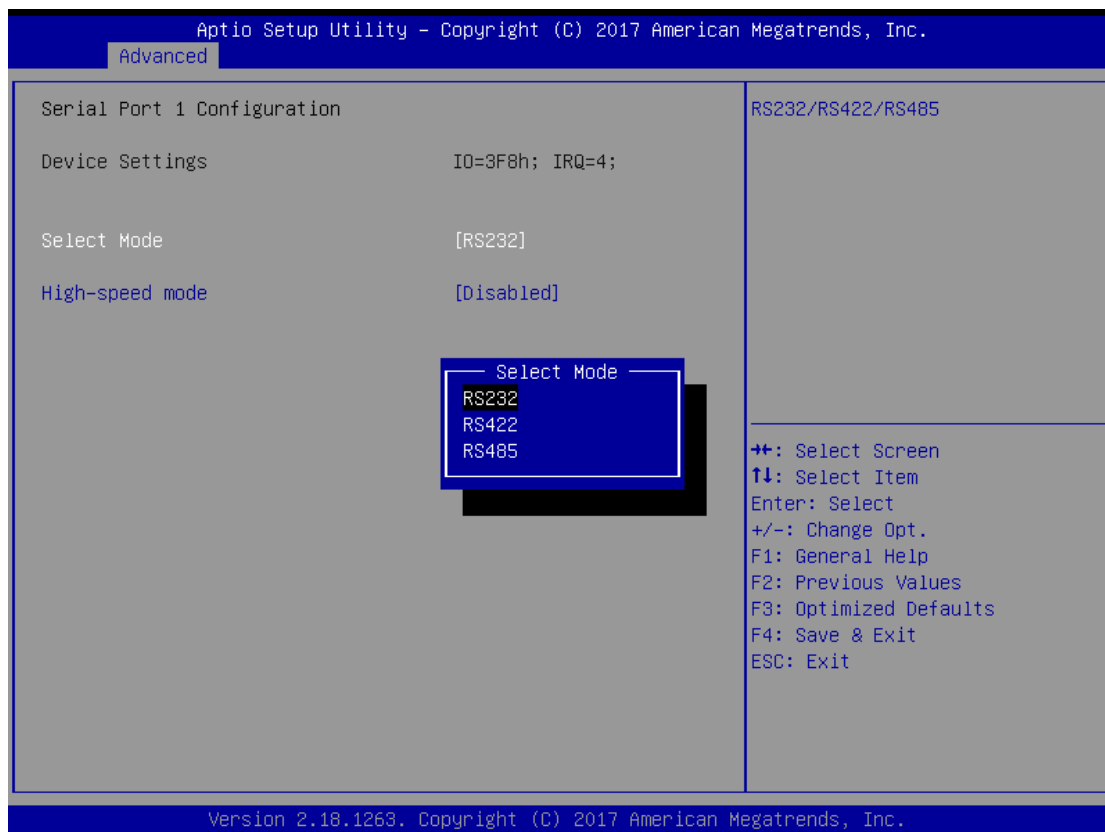 Aptio Setup Utility – Copyright (C) 2017 American Megatrends, Inc.
Advanced
Serial Port 1 Configuration
RS232/RS422/RS485
Device Settings IO=3F8h; IRQ=4;
Select Mode [RS232]
High-speed mode [Disabled]
Select Mode
RS232
RS422
RS485
→←: Select Screen
↑↓: Select Item
Enter: Select
+/-: Change Opt.
F1: General Help
F2: Previous Values
F3: Optimized Defaults
F4: Save & Exit
ESC: Exit
Version 2.18.1263. Copyright (C) 2017 American Megatrends, Inc.